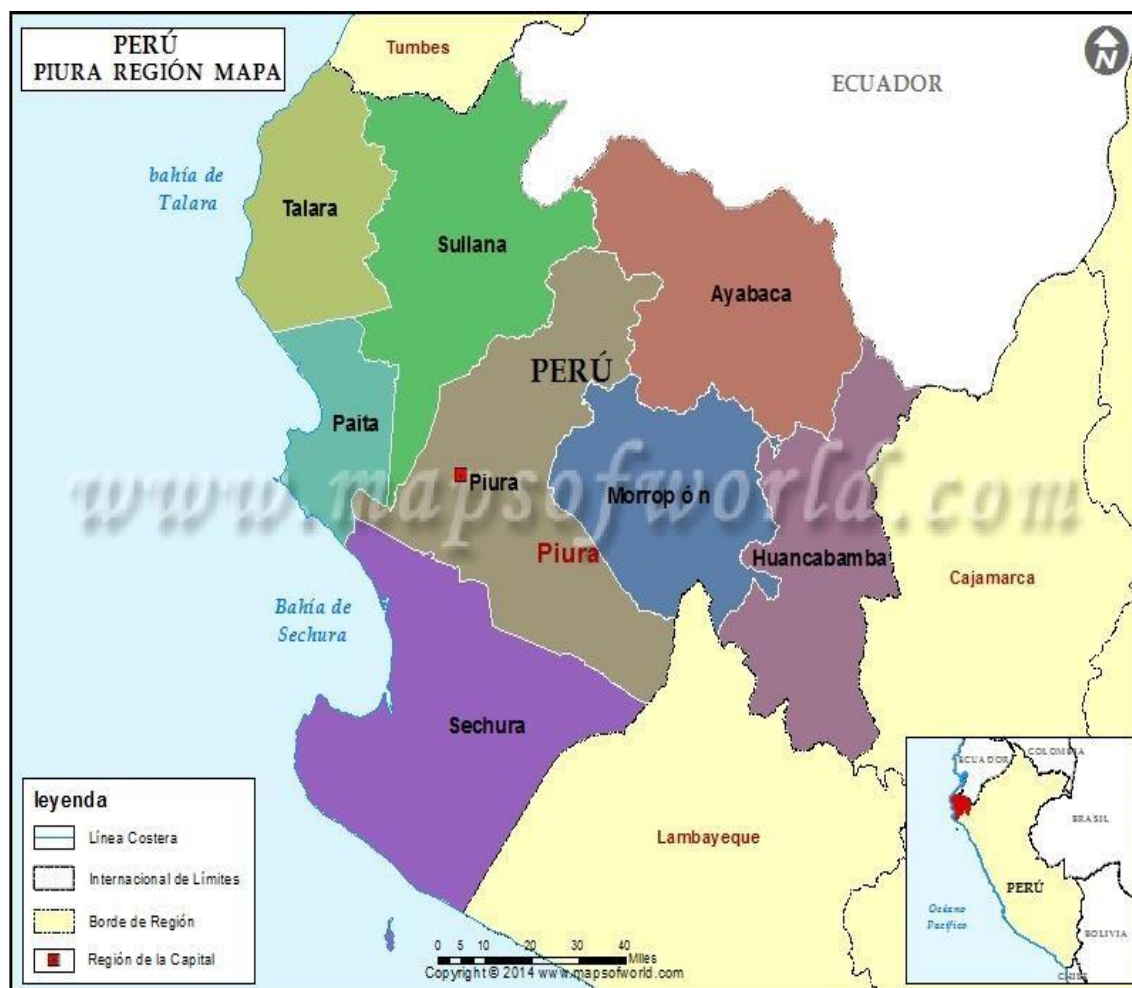 PERÚ
PIURA REGIÓN MAPA
Tumbes
N
ECUADOR
bahía de
Talara
Talara
Sullana
Ayabaca
PERÚ
Paita
Piura
Morropón
www.mapsofworld.com
Piura
Huancabamba
Cajamarca
Bahía de
Sechura
Sechura
Lambayeque
leyenda
Línea Costera
Internacional de Límites
Borde de Región
Región de la Capital
0 5 10 20 30 40
Miles
Copyright © 2014 www.mapsofworld.com
COLOMBIA
ECUADOR
BRASIL
PERÚ
Océano
Pacífico
BOLIVIA
CHILE